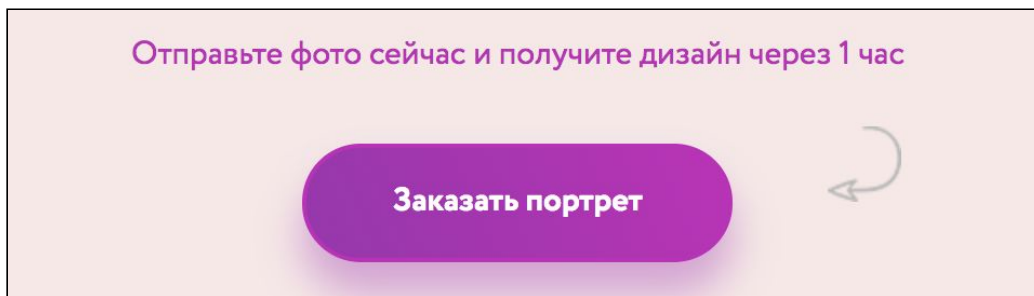 Отправьте фото сейчас и получите дизайн через 1 час
Заказать портрет